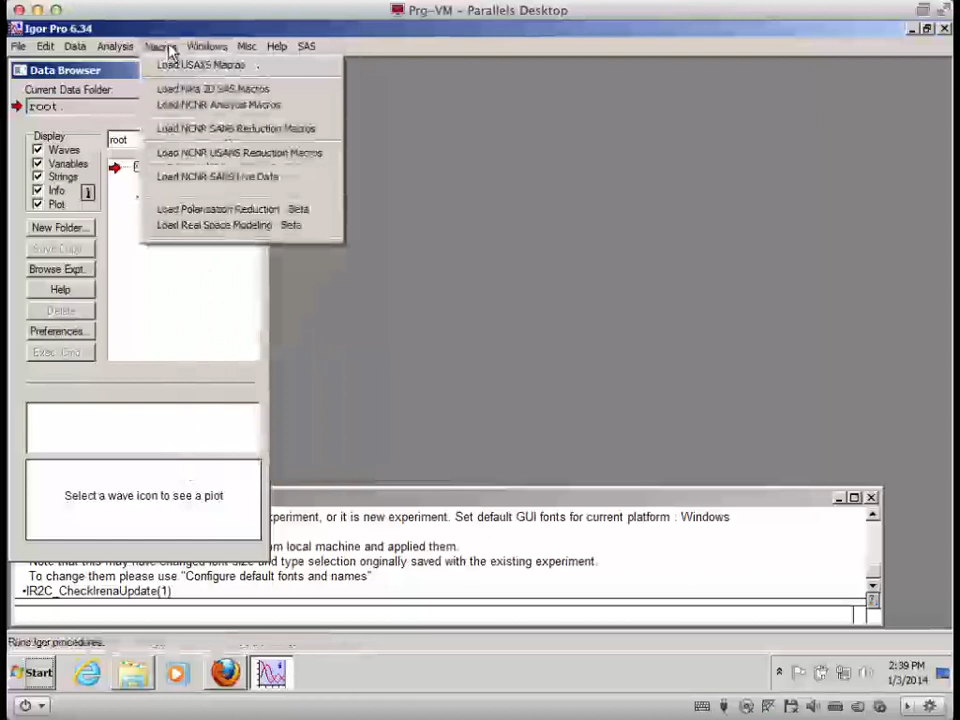 Prg-VM - Parallels Desktop
Igor Pro 6.34
File Edit Data Analysis Macros Windows Misc Help SAS
Load USAXS Macros
Load Nika 2D SAS Macros
Load NCNR Analysis Macros
Load NCNR SANS Reduction Macros
Load NCNR USANS Reduction Macros
Load NCNR SANS Live Data
Load Polarization Reduction Beta
Load Real Space Modeling Beta
Data Browser
Current Data Folder:
root
Display
Waves
Variables
Strings
Info
Plot
root
New Folder...
Save Copy
Browse Expt.
Help
Delete
Preferences...
Exec Cmd
Select a wave icon to see a plot
xperiment, or it is new experiment. Set default GUI fonts for current platform : Windows
m local machine and applied them.
Note that this may have changed font size and type selection originally saved with the existing experiment.
To change them please use "Configure default fonts and names"
•IR2C_CheckIrenaUpdate(1)
Igor procedures.
Start
2:39 PM
1/3/2014